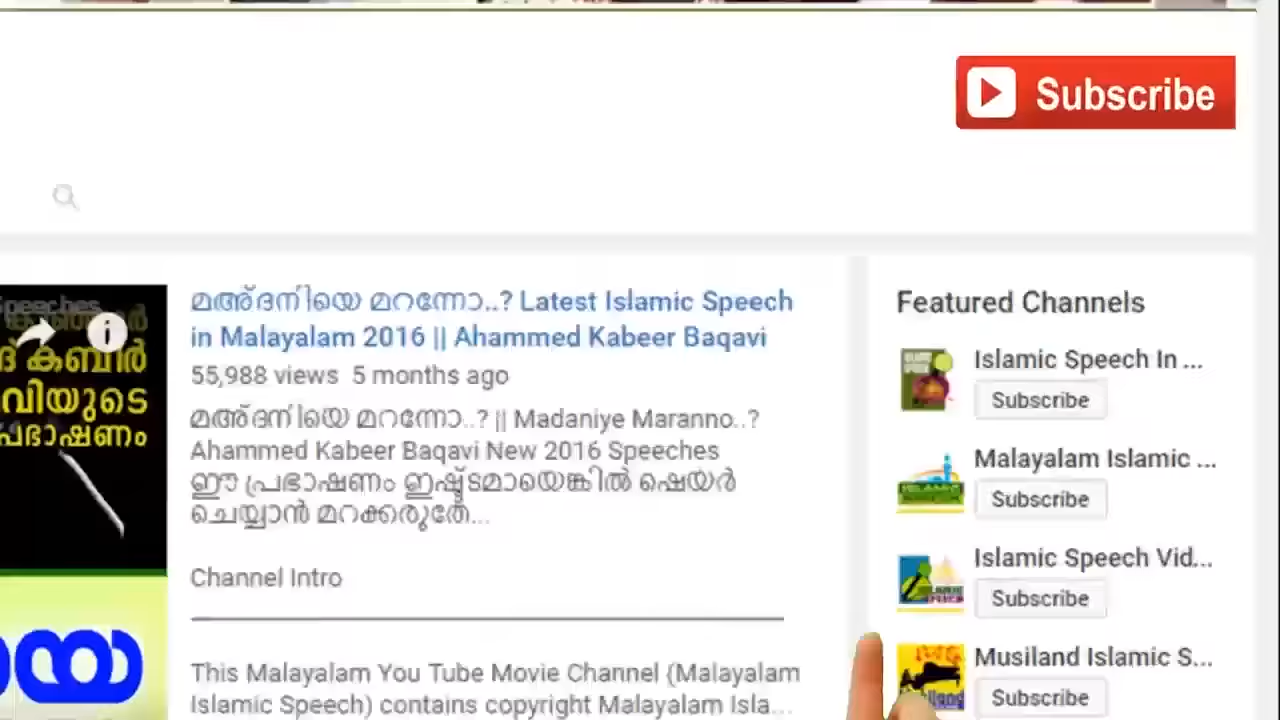 Subscribe
Speeches
കബീർ
വിയുടെ
പ്രഭാഷണം
മഅ്ദനിയെ മറന്നോ..? Latest Islamic Speech
in Malayalam 2016 || Ahammed Kabeer Baqavi
55,988 views 5 months ago
മഅ്ദനിയെ മറന്നോ..? || Madaniye Maranno..?
Ahammed Kabeer Baqavi New 2016 Speeches
ഈ പ്രഭാഷണം ഇഷ്ട്ടമായെങ്കിൽ ഷെയർ
ചെയ്യാൻ മറക്കരുതേ...
Channel Intro
This Malayalam You Tube Movie Channel (Malayalam
Islamic Speech) contains copyright Malayalam Isla...
Featured Channels
Islamic Speech In ...
Subscribe
Malayalam Islamic ...
Subscribe
Islamic Speech Vid...
Subscribe
Musiland Islamic S...
Subscribe